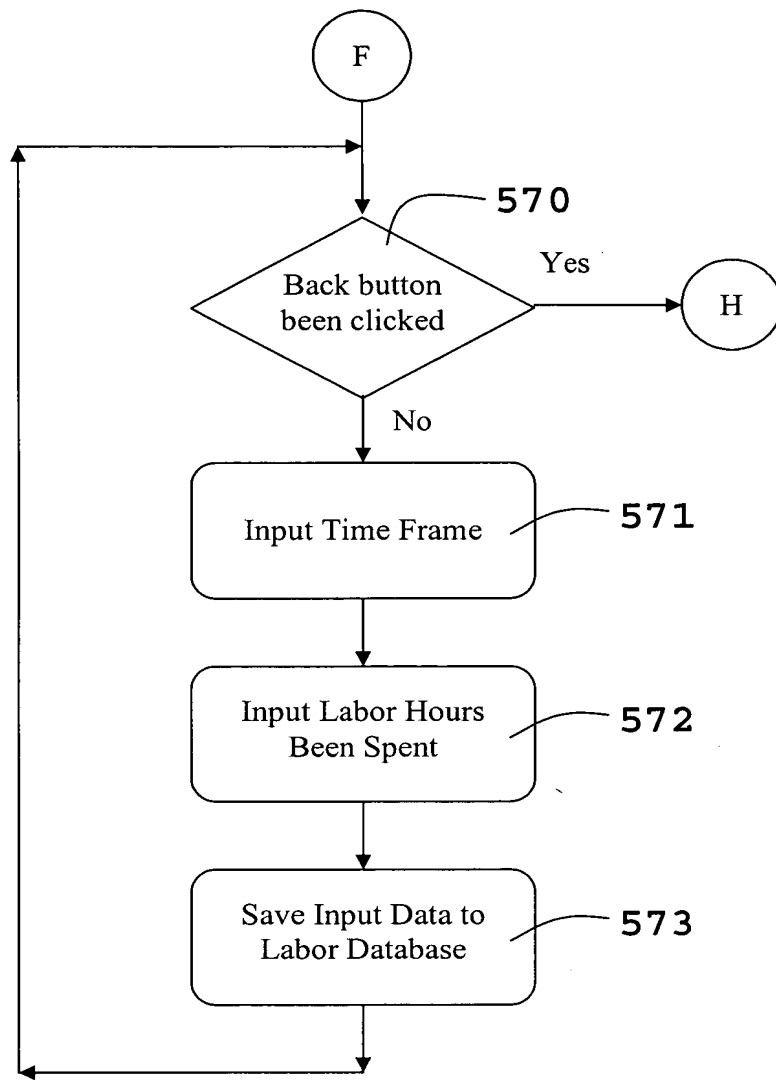 F
570
Back button
been clicked
Yes
H
No
Input Time Frame
571
Input Labor Hours
Been Spent
572
Save Input Data to
Labor Database
573